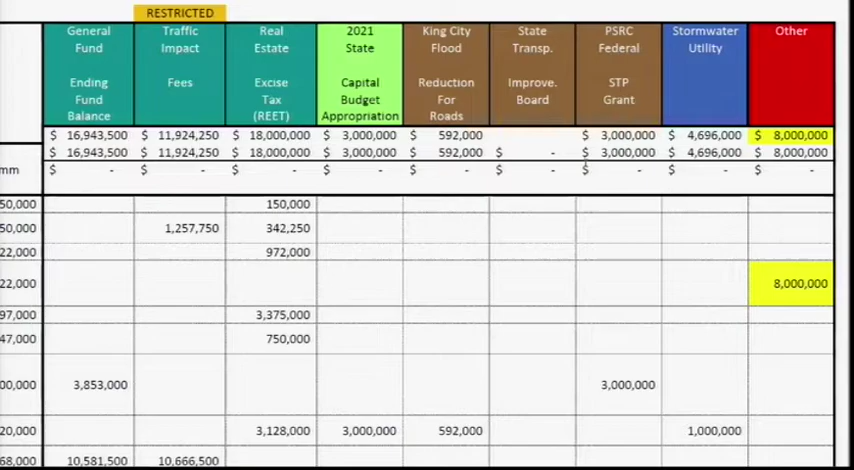 RESTRICTED
General Traffic Real 2021 King City State PSRC Stormwater Other
Fund Impact Estate State Flood Transp. Federal Utility
Ending Fees Excise Capital Reduction Improve. STP
Fund Tax Budget For Board Grant
Balance (REET) Appropriation Roads
$ 16,943,500 $ 11,924,250 $ 18,000,000 $ 3,000,000 $ 592,000 $ 3,000,000 $ 4,696,000 $ 8,000,000
$ 16,943,500 $ 11,924,250 $ 18,000,000 $ 3,000,000 $ 592,000 $ - $ 3,000,000 $ 4,696,000 $ 8,000,000
mm $ - $ - $ - $ - $ - $ - $ - $ - $ -
50,000 150,000
50,000 1,257,750 342,250
22,000 972,000
22,000 8,000,000
97,000 3,375,000
47,000 750,000
00,000 3,853,000 3,000,000
20,000 3,128,000 3,000,000 592,000 1,000,000
68,000 10,581,500 10,666,500